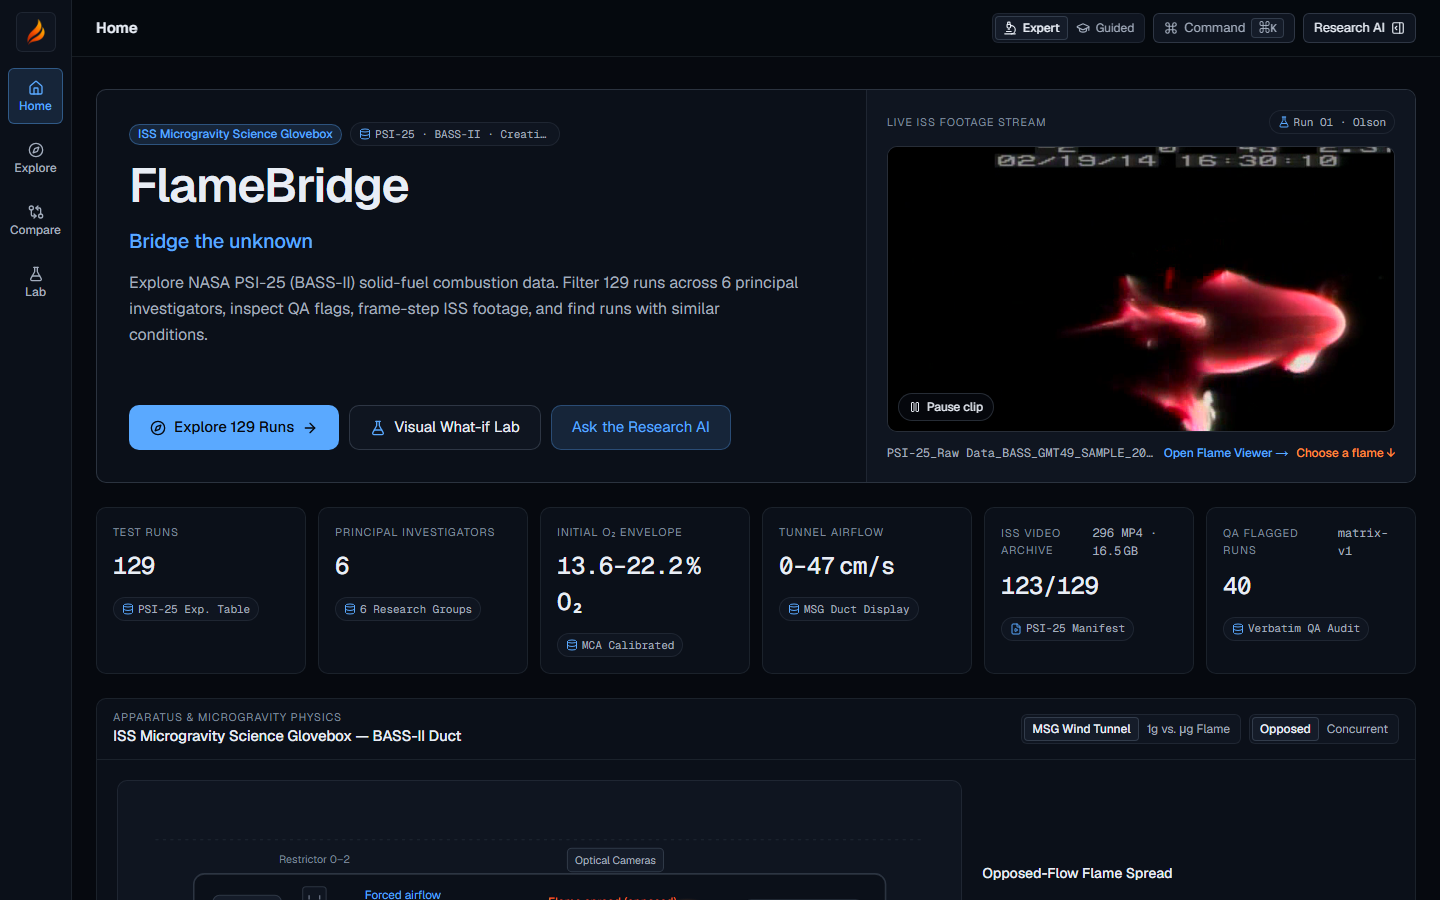 Home
Expert
Guided
Command
⌘K
Research AI
Home
Explore
Compare
Lab
ISS Microgravity Science Glovebox
PSI-25 · BASS-II · Creati…
FlameBridge
Bridge the unknown
Explore NASA PSI-25 (BASS-II) solid-fuel combustion data. Filter 129 runs across 6 principal
investigators, inspect QA flags, frame-step ISS footage, and find runs with similar
conditions.
Explore 129 Runs →
Visual What-if Lab
Ask the Research AI
LIVE ISS FOOTAGE STREAM
Run 01 · Olson
02/19/14 16:30:10
Pause clip
PSI-25_Raw Data_BASS_GMT49_SAMPLE_20…
Open Flame Viewer →
Choose a flame ↓
TEST RUNS
129
PSI-25 Exp. Table
PRINCIPAL INVESTIGATORS
6
6 Research Groups
INITIAL O₂ ENVELOPE
13.6–22.2%
O₂
MCA Calibrated
TUNNEL AIRFLOW
0–47 cm/s
MSG Duct Display
ISS VIDEO
ARCHIVE
296 MP4 ·
16.5 GB
123/129
PSI-25 Manifest
QA FLAGGED
RUNS
matrix-
v1
40
Verbatim QA Audit
APPARATUS & MICROGRAVITY PHYSICS
ISS Microgravity Science Glovebox — BASS-II Duct
MSG Wind Tunnel
1g vs. µg Flame
Opposed
Concurrent
Restrictor 0–2
Optical Cameras
Forced airflow
Opposed-Flow Flame Spread